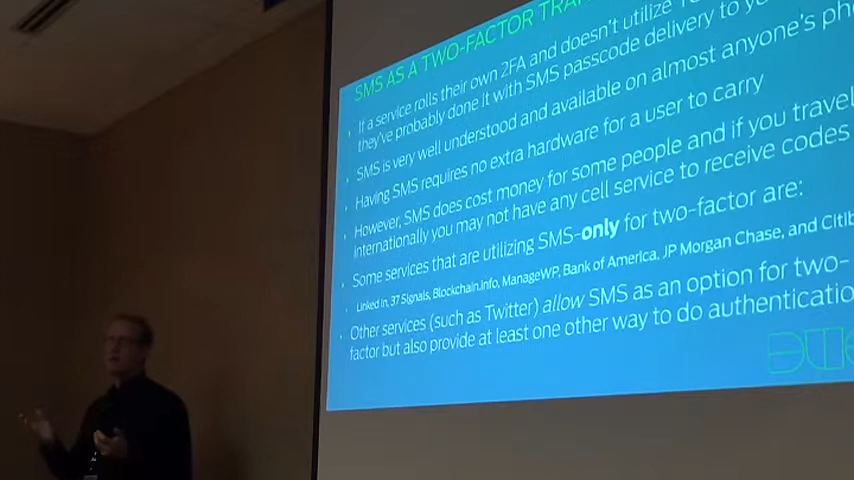 SMS AS A TWO-FACTOR
If a service rolls their own 2FA and doesn't utilize
they've probably done it with SMS passcode delivery to
SMS is very well understood and available on almost anyone's
Having SMS requires no extra hardware for a user to carry
However, SMS does cost money for some people and if you travel
internationally you may not have any cell service to receive codes
Some services that are utilizing SMS-only for two-factor are:
Linked in, 37 Signals, Blockchain.Info, ManageWP, Bank of America, JP Morgan Chase, and
Other services (such as Twitter) allow SMS as an option for two-
factor but also provide at least one other way to do